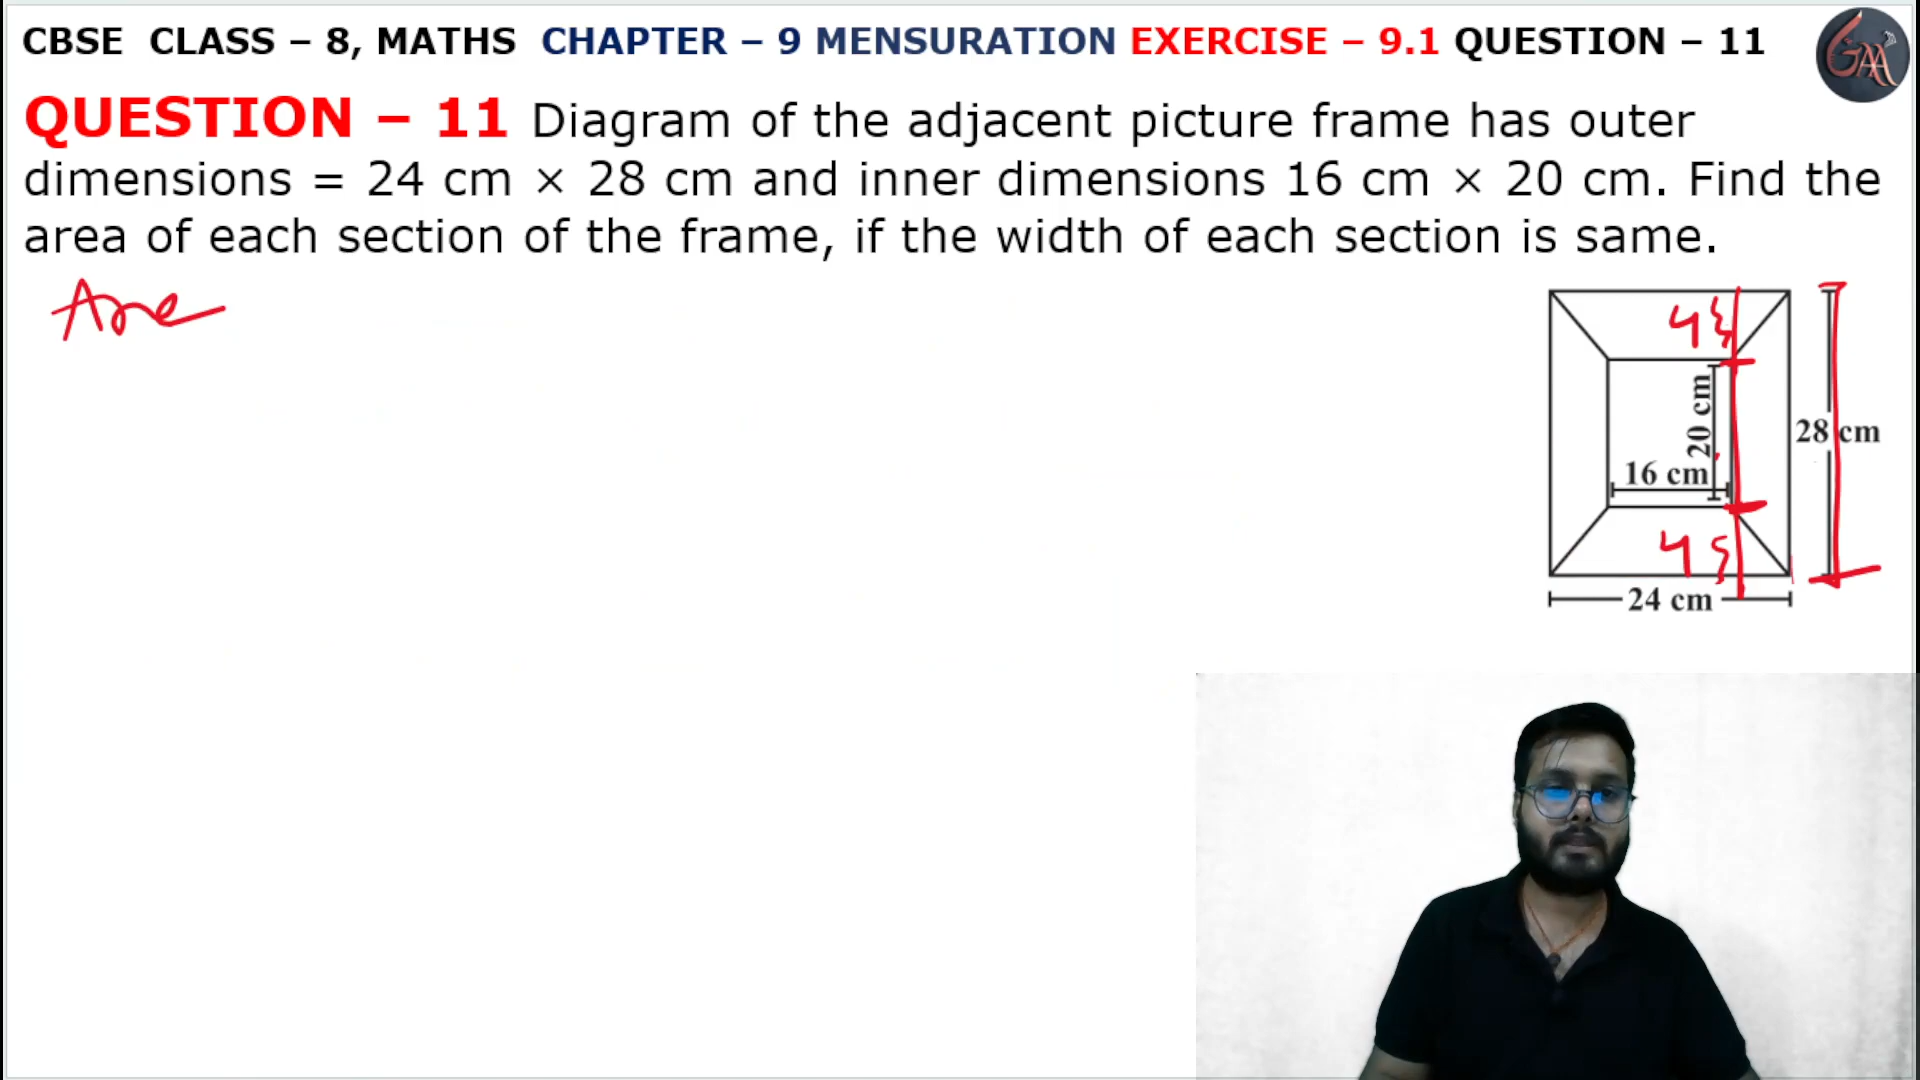 CBSE CLASS – 8, MATHS CHAPTER – 9 MENSURATION EXERCISE – 9.1 QUESTION – 11
QUESTION – 11 Diagram of the adjacent picture frame has outer
dimensions = 24 cm × 28 cm and inner dimensions 16 cm × 20 cm. Find the
area of each section of the frame, if the width of each section is same.
Are
4
20 cm
28 cm
16 cm
4
24 cm